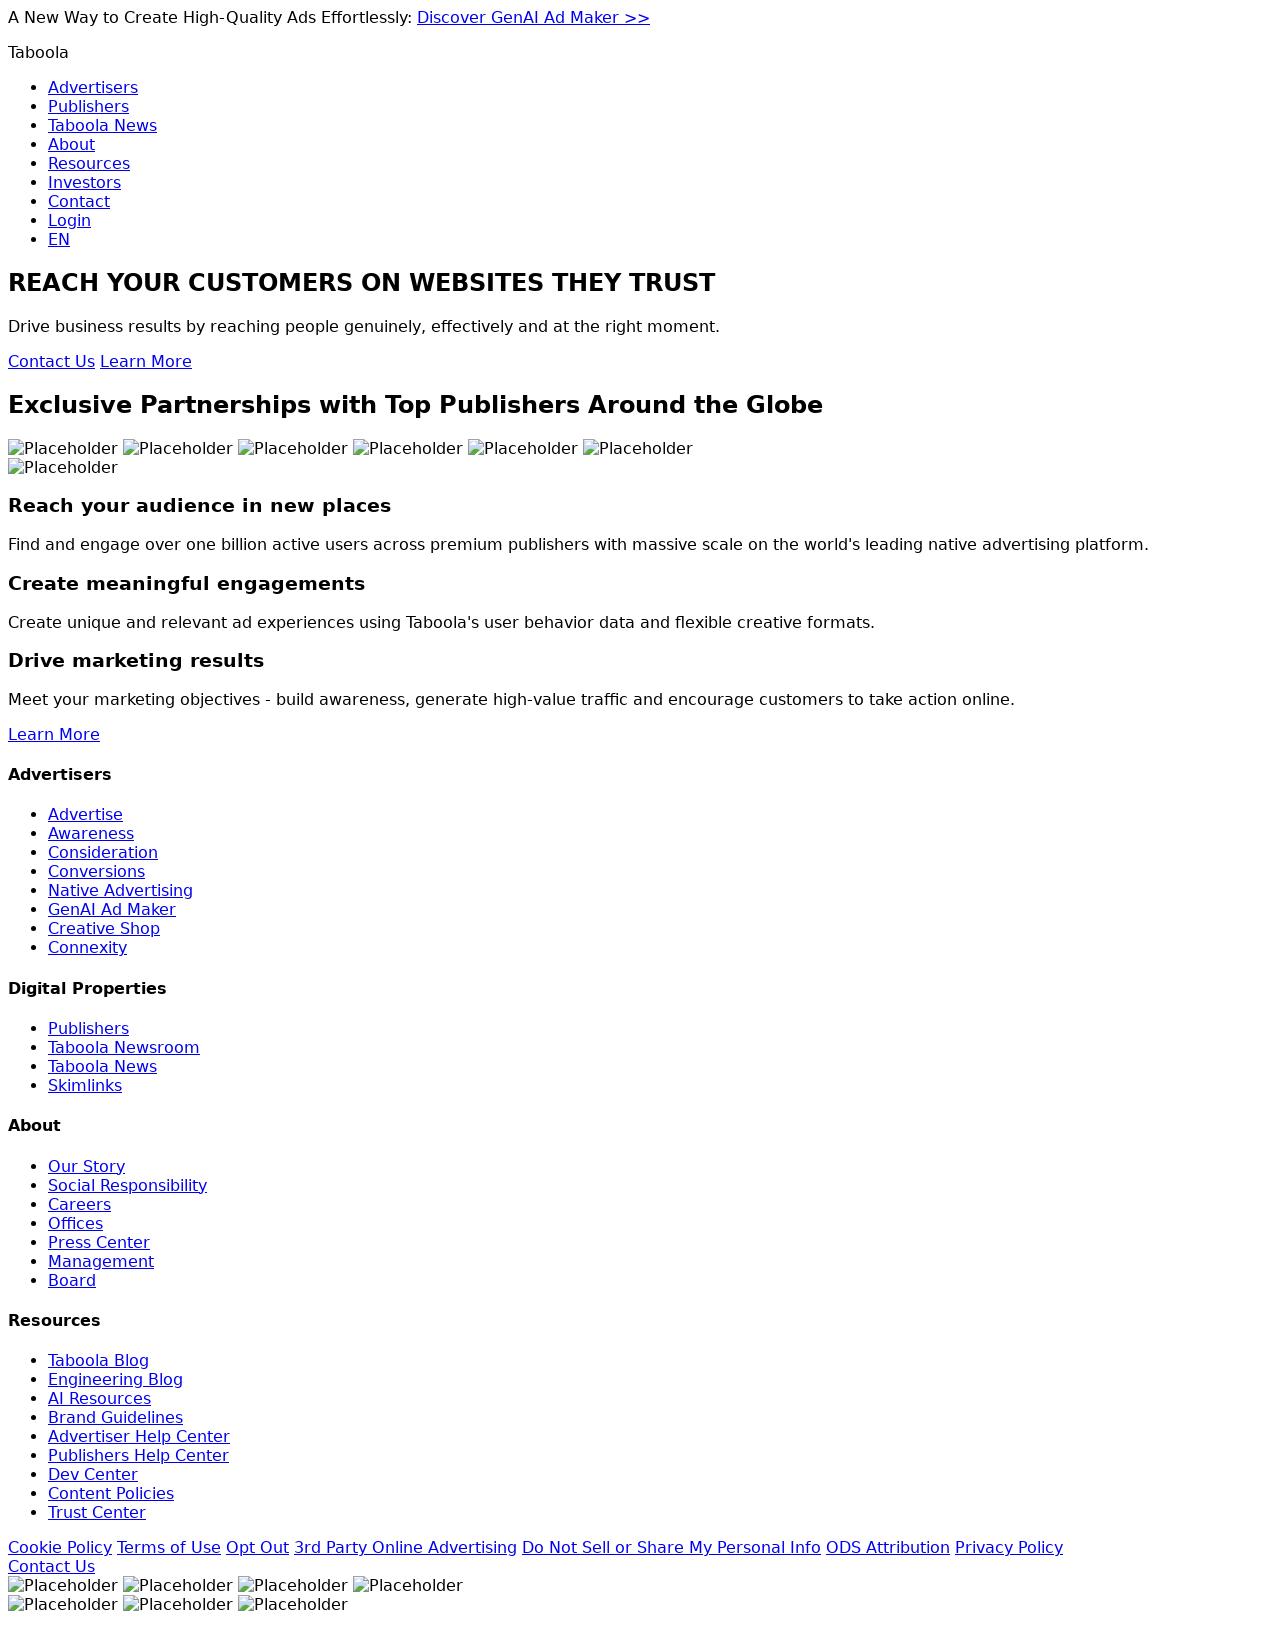 A New Way to Create High-Quality Ads Effortlessly: Discover GenAI Ad Maker >>
Taboola
Advertisers
Publishers
Taboola News
About
Resources
Investors
Contact
Login
EN
REACH YOUR CUSTOMERS ON WEBSITES THEY TRUST
Drive business results by reaching people genuinely, effectively and at the right moment.
Contact Us Learn More
Exclusive Partnerships with Top Publishers Around the Globe
Placeholder Placeholder Placeholder Placeholder Placeholder Placeholder
Placeholder
Reach your audience in new places
Find and engage over one billion active users across premium publishers with massive scale on the world's leading native advertising platform.
Create meaningful engagements
Create unique and relevant ad experiences using Taboola's user behavior data and flexible creative formats.
Drive marketing results
Meet your marketing objectives - build awareness, generate high-value traffic and encourage customers to take action online.
Learn More
Advertisers
Advertise
Awareness
Consideration
Conversions
Native Advertising
GenAI Ad Maker
Creative Shop
Connexity
Digital Properties
Publishers
Taboola Newsroom
Taboola News
Skimlinks
About
Our Story
Social Responsibility
Careers
Offices
Press Center
Management
Board
Resources
Taboola Blog
Engineering Blog
AI Resources
Brand Guidelines
Advertiser Help Center
Publishers Help Center
Dev Center
Content Policies
Trust Center
Cookie Policy Terms of Use Opt Out 3rd Party Online Advertising Do Not Sell or Share My Personal Info ODS Attribution Privacy Policy
Contact Us
Placeholder Placeholder Placeholder Placeholder
Placeholder Placeholder Placeholder